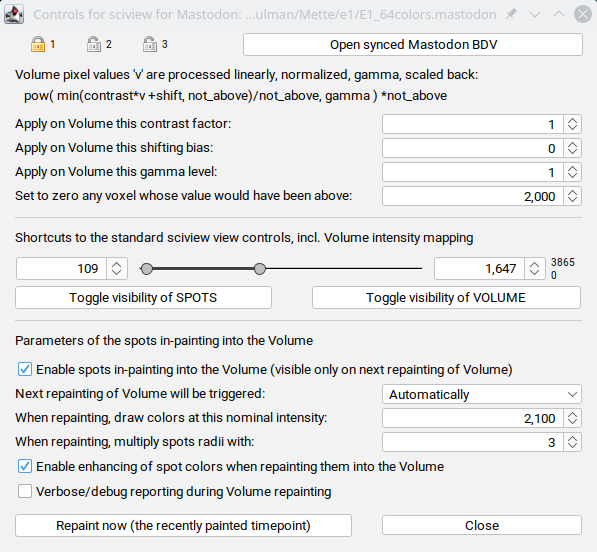 Controls for sciview for Mastodon: ...ulman/Mette/e1/E1_64colors.mastodon
1 2 3 Open synced Mastodon BDV
Volume pixel values 'v' are processed linearly, normalized, gamma, scaled back:
pow( min(contrast*v +shift, not_above)/not_above, gamma ) *not_above
Apply on Volume this contrast factor: 1
Apply on Volume this shifting bias: 0
Apply on Volume this gamma level: 1
Set to zero any voxel whose value would have been above: 2,000
Shortcuts to the standard sciview view controls, incl. Volume intensity mapping
109 1,647 3865
0
Toggle visibility of SPOTS Toggle visibility of VOLUME
Parameters of the spots in-painting into the Volume
Enable spots in-painting into the Volume (visible only on next repainting of Volume)
Next repainting of Volume will be triggered: Automatically
When repainting, draw colors at this nominal intensity: 2,100
When repainting, multiply spots radii with: 3
Enable enhancing of spot colors when repainting them into the Volume
Verbose/debug reporting during Volume repainting
Repaint now (the recently painted timepoint) Close